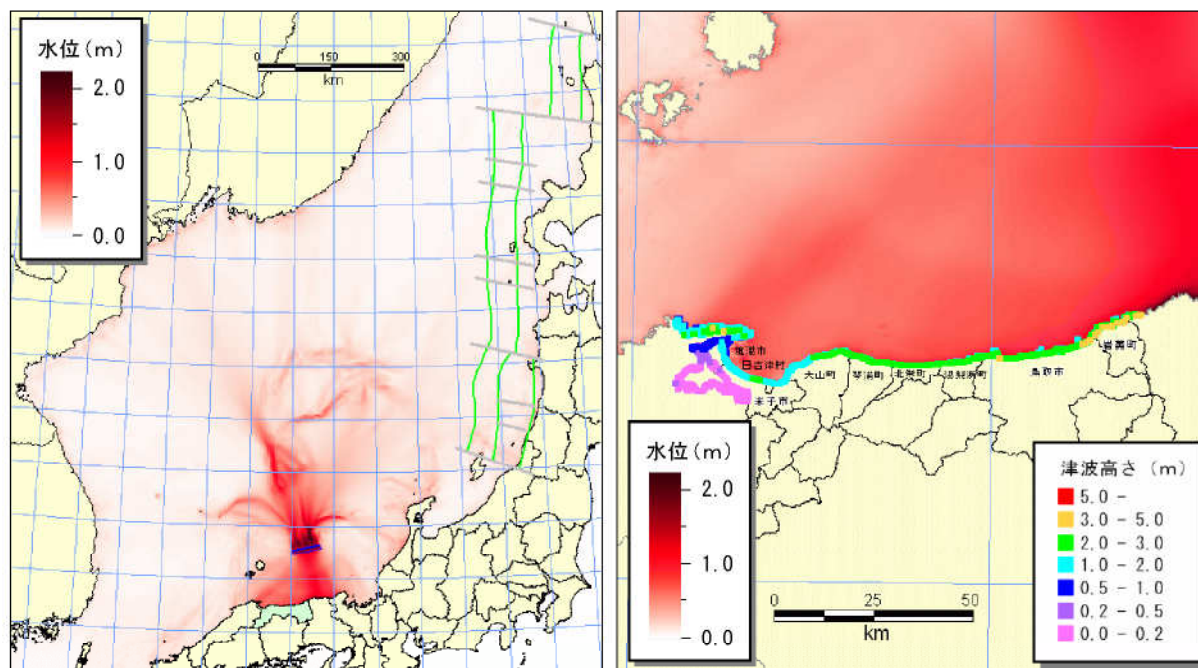 水位(m)
2.0
1.0
0.0
0 150 300
km
境港市
日吉津村
米子市
大山町
琴浦町
北栄町
湯梨浜町
鳥取市
岩美町
水位(m)
2.0
1.0
0.0
0 25 50
km
津波高さ (m)
5.0 -
3.0 - 5.0
2.0 - 3.0
1.0 - 2.0
0.5 - 1.0
0.2 - 0.5
0.0 - 0.2